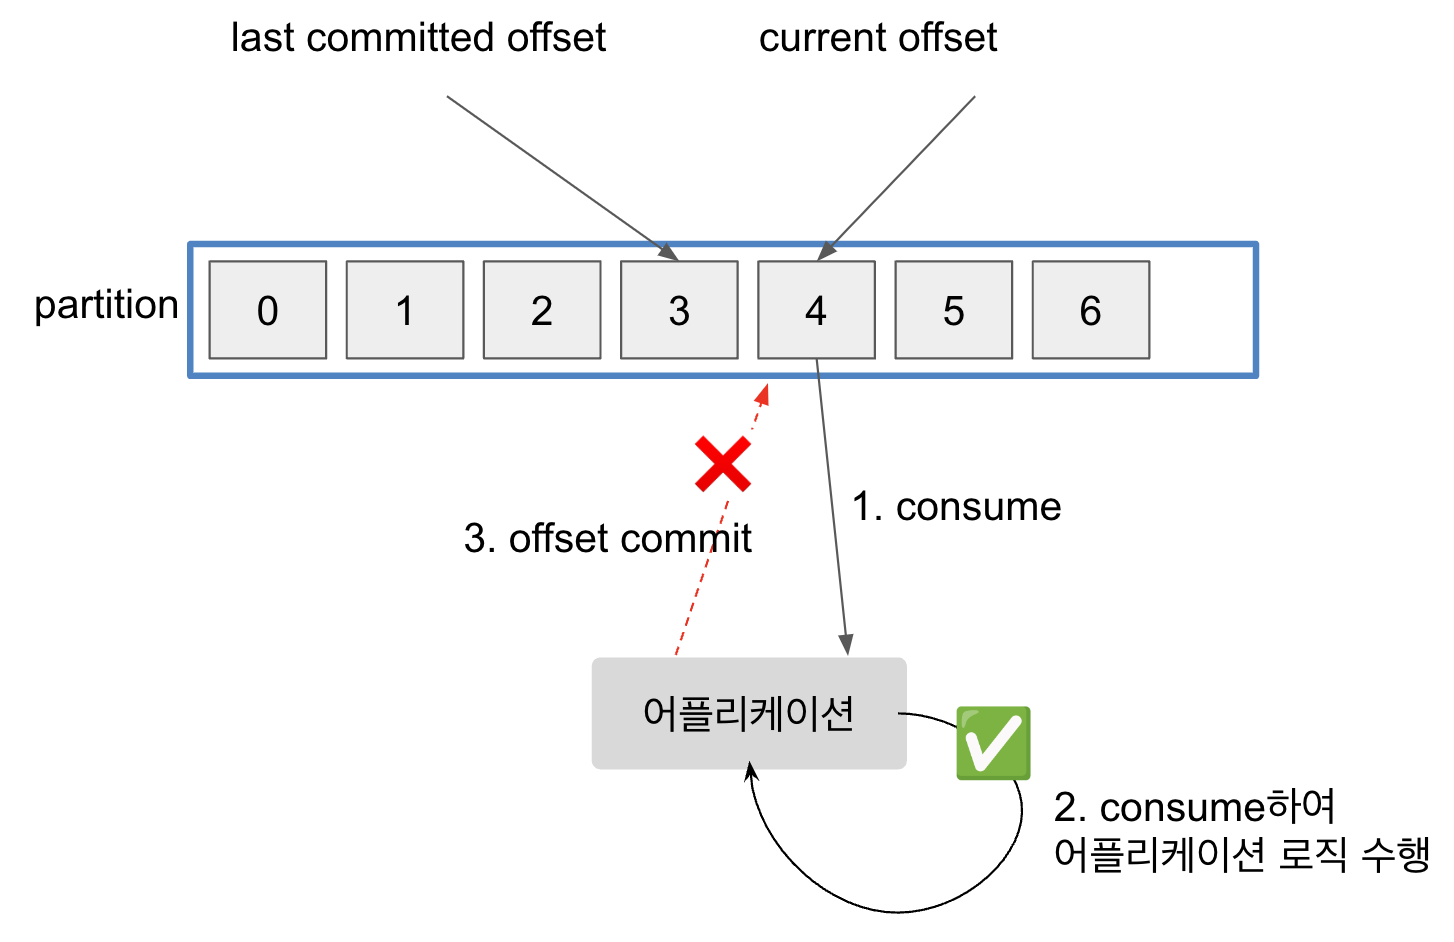 last committed offset
current offset
partition
0
1
2
3
4
5
6
1. consume
3. offset commit
어플리케이션
2. consume하여
어플리케이션 로직 수행